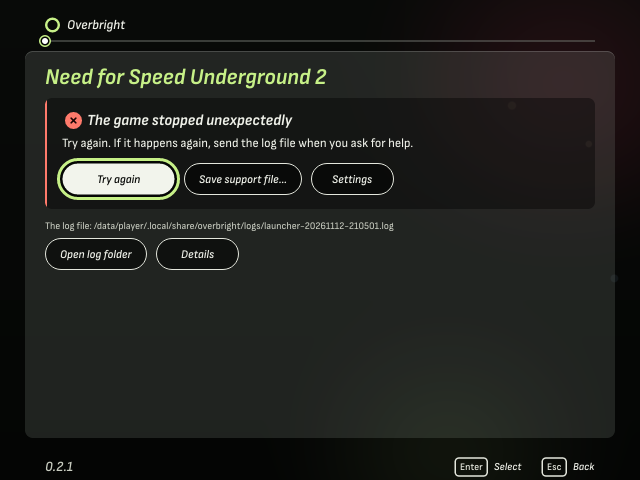 Overbright
Need for Speed Underground 2
The game stopped unexpectedly
Try again. If it happens again, send the log file when you ask for help.
Try again
Save support file...
Settings
The log file: /data/player/.local/share/overbright/logs/launcher-20261112-210501.log
Open log folder
Details
0.2.1
Enter Select
Esc Back